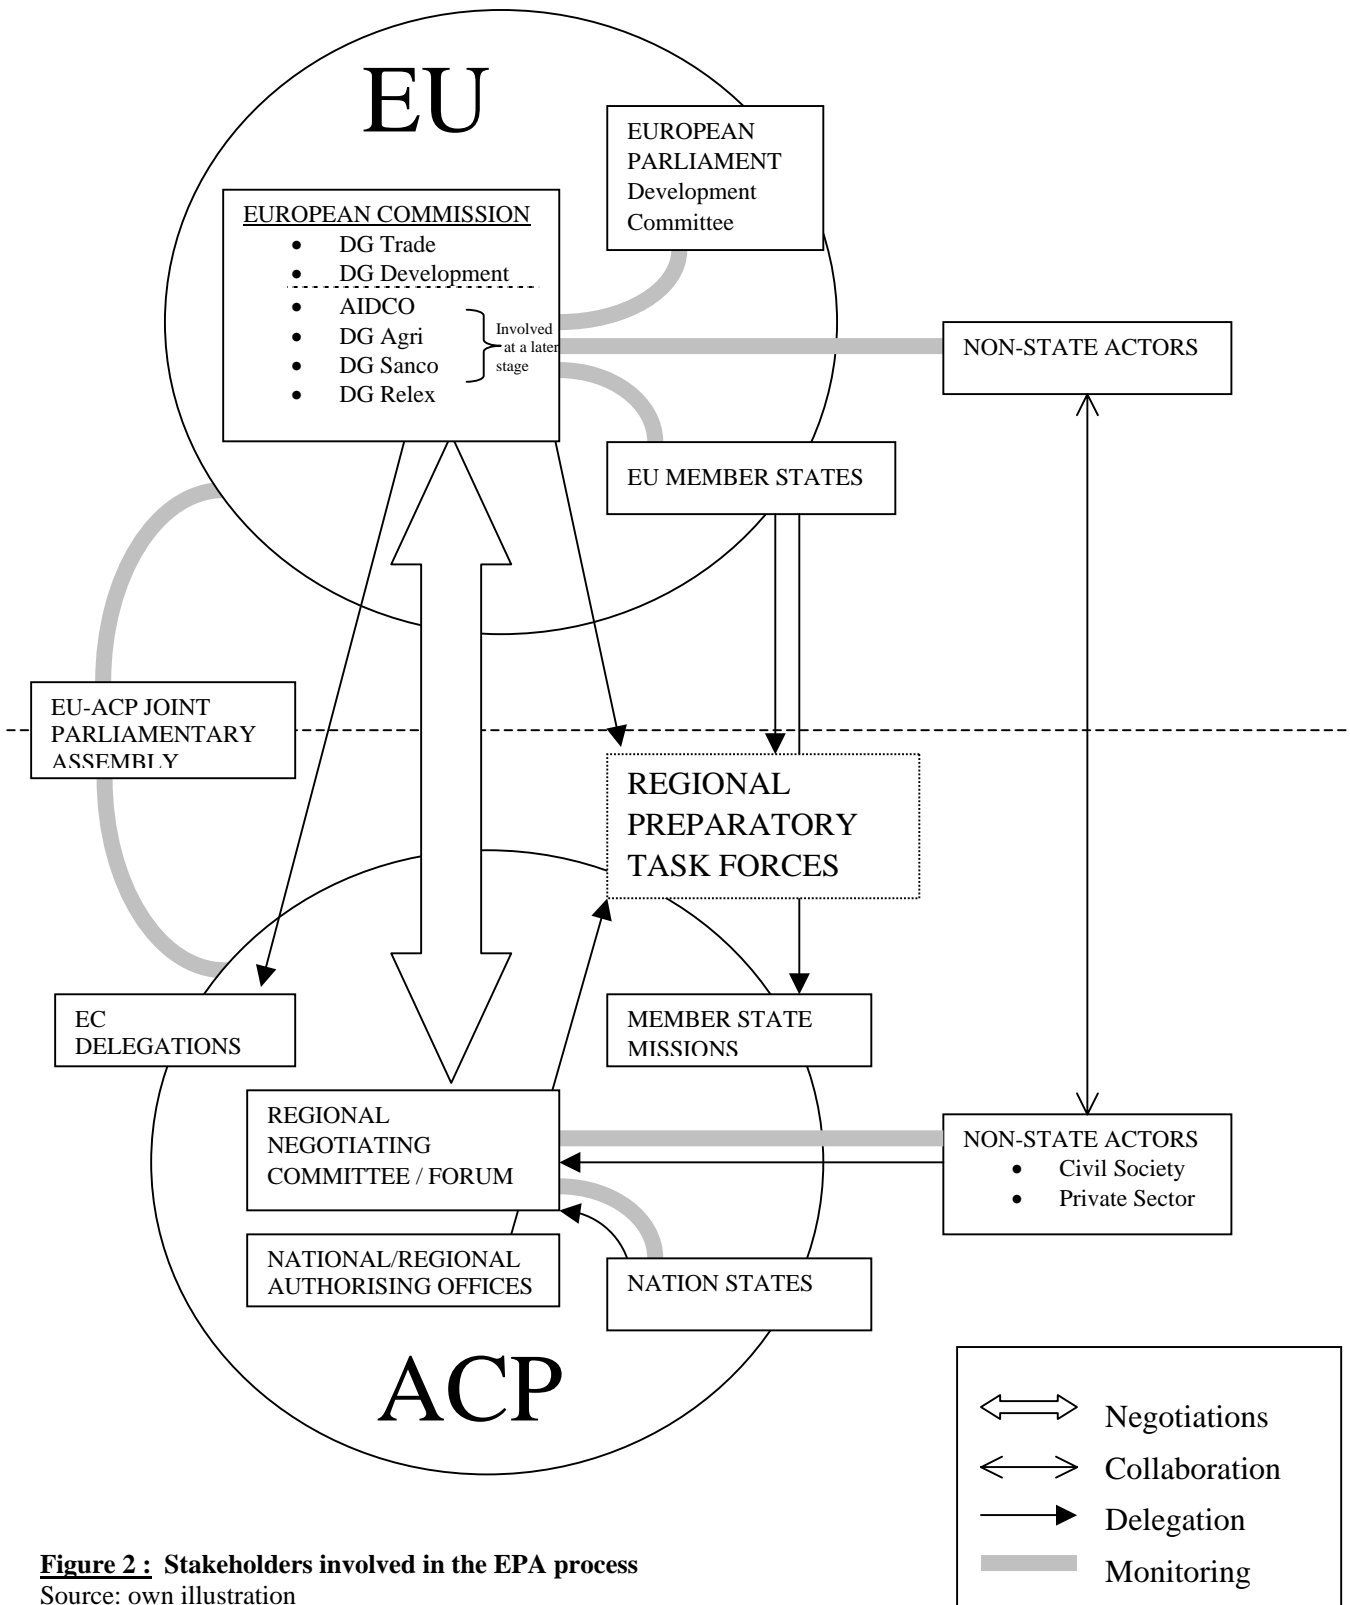 EU
EUROPEAN
PARLIAMENT
Development
Committee
EUROPEAN COMMISSION
• DG Trade
• DG Development
• AIDCO
• DG Agri
• DG Sanco
• DG Relex
Involved
at a later
stage
NON-STATE ACTORS
EU MEMBER STATES
EU-ACP JOINT
PARLIAMENTARY
ASSEMBLY
REGIONAL
PREPARATORY
TASK FORCES
EC
DELEGATIONS
MEMBER STATE
MISSIONS
REGIONAL
NEGOTIATING
COMMITTEE / FORUM
NON-STATE ACTORS
• Civil Society
• Private Sector
NATIONAL/REGIONAL
AUTHORISING OFFICES
NATION STATES
ACP
Negotiations
Collaboration
Delegation
Monitoring
Figure 2 : Stakeholders involved in the EPA process
Source: own illustration